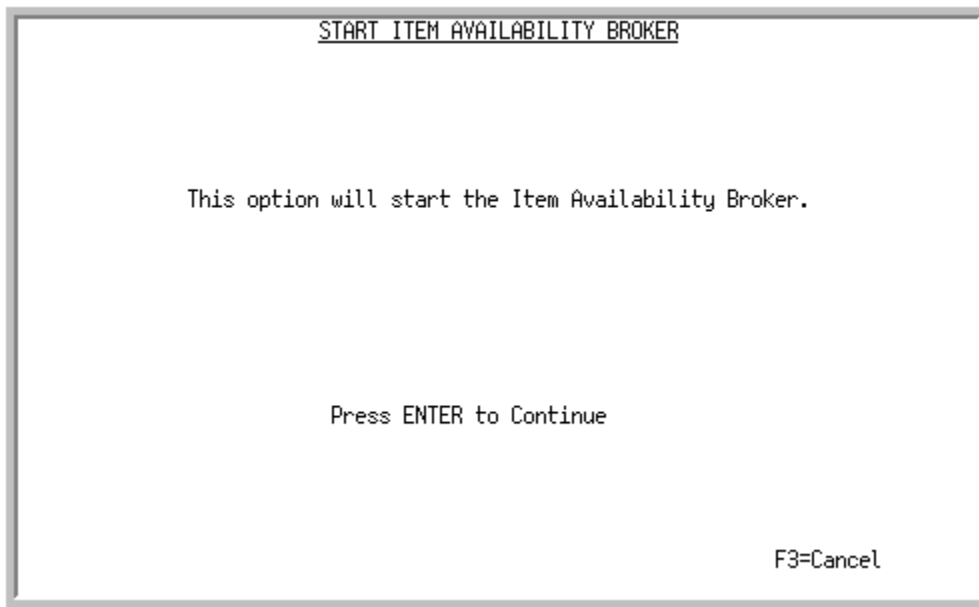 START ITEM AVAILABILITY BROKER
This option will start the Item Availability Broker.
Press ENTER to Continue
F3=Cancel